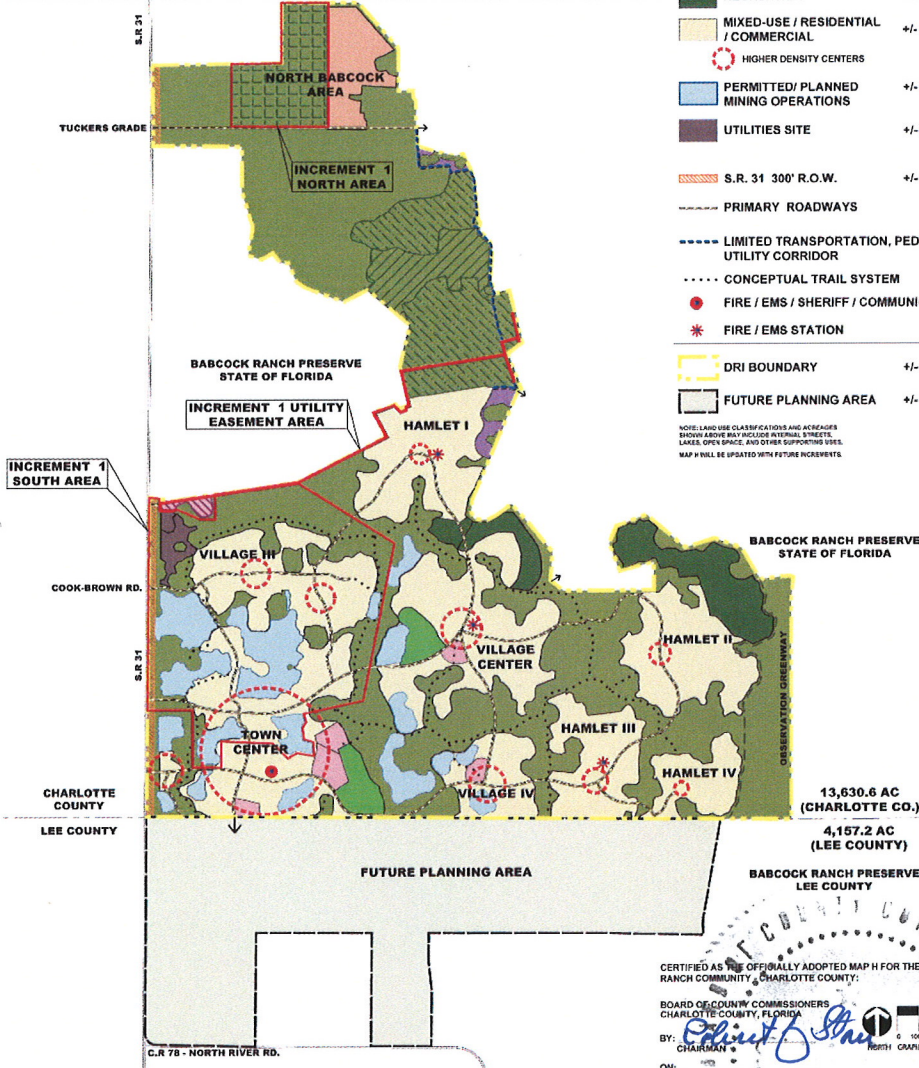 S.R 31
MIXED-USE / RESIDENTIAL
/ COMMERCIAL
+/-
HIGHER DENSITY CENTERS
PERMITTED/ PLANNED
MINING OPERATIONS
+/-
UTILITIES SITE
+/-
S.R. 31 300' R.O.W.
+/-
PRIMARY ROADWAYS
LIMITED TRANSPORTATION, PED
UTILITY CORRIDOR
CONCEPTUAL TRAIL SYSTEM
FIRE / EMS / SHERIFF / COMMUNI
FIRE / EMS STATION
DRI BOUNDARY
+/-
FUTURE PLANNING AREA
+/-
NOTE: LAND USE CLASSIFICATIONS AND ACREAGES
SHOWN ABOVE MAY INCLUDE INTERNAL STREETS,
LAKES, OPEN SPACE, AND OTHER SUPPORTING USES.
MAP H WILL BE UPDATED WITH FUTURE INCREMENTS.
NORTH BABCOCK
AREA
TUCKERS GRADE
INCREMENT 1
NORTH AREA
BABCOCK RANCH PRESERVE
STATE OF FLORIDA
INCREMENT 1 UTILITY
EASEMENT AREA
HAMLET I
INCREMENT 1
SOUTH AREA
BABCOCK RANCH PRESERVE
STATE OF FLORIDA
VILLAGE III
COOK-BROWN RD.
S.R 31
VILLAGE
CENTER
HAMLET II
OBSERVATION GREENWAY
HAMLET III
TOWN
CENTER
HAMLET IV
VILLAGE IV
CHARLOTTE
COUNTY
13,630.6 AC
(CHARLOTTE CO.)
LEE COUNTY
4,157.2 AC
(LEE COUNTY)
FUTURE PLANNING AREA
BABCOCK RANCH PRESERVE
LEE COUNTY
CERTIFIED AS THE OFFICIALLY ADOPTED MAP H FOR THE
RANCH COMMUNITY, CHARLOTTE COUNTY:
BOARD OF COUNTY COMMISSIONERS
CHARLOTTE COUNTY, FLORIDA
BY:
CHAIRMAN
NORTH
ON:
C.R 78 - NORTH RIVER RD.